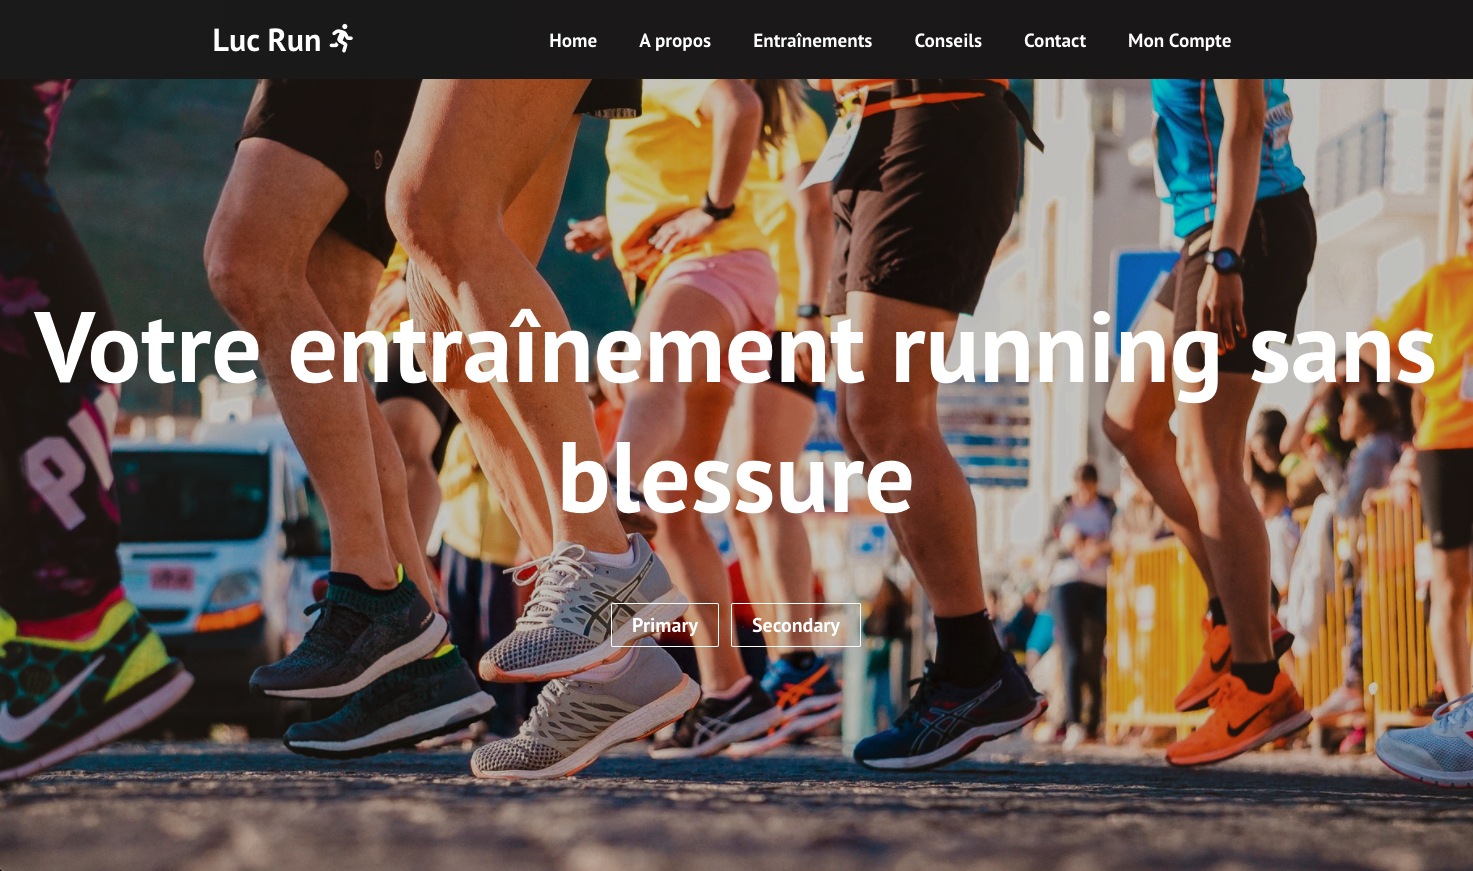 Luc Run
Home A propos Entraînements Conseils Contact Mon Compte
Votre entraînement running sans
blessure
Primary Secondary